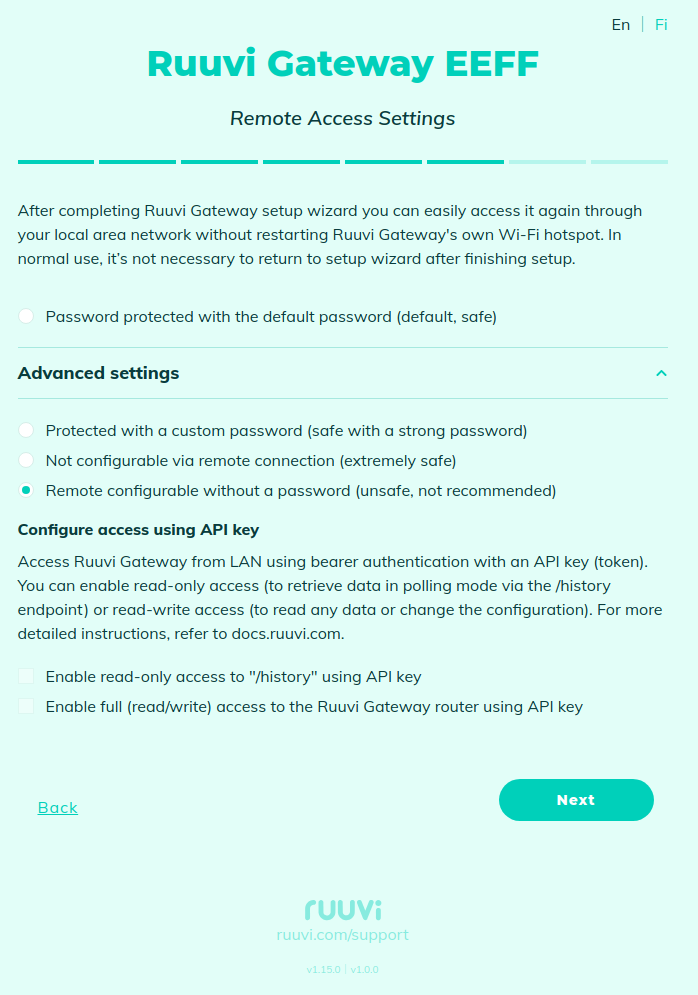 En | Fi
Ruuvi Gateway EEFF
Remote Access Settings
After completing Ruuvi Gateway setup wizard you can easily access it again through
your local area network without restarting Ruuvi Gateway's own Wi-Fi hotspot. In
normal use, it’s not necessary to return to setup wizard after finishing setup.
Password protected with the default password (default, safe)
Advanced settings
Protected with a custom password (safe with a strong password)
Not configurable via remote connection (extremely safe)
Remote configurable without a password (unsafe, not recommended)
Configure access using API key
Access Ruuvi Gateway from LAN using bearer authentication with an API key (token).
You can enable read-only access (to retrieve data in polling mode via the /history
endpoint) or read-write access (to read any data or change the configuration). For more
detailed instructions, refer to docs.ruuvi.com.
Enable read-only access to "/history" using API key
Enable full (read/write) access to the Ruuvi Gateway router using API key
Back
Next
ruuvi
ruuvi.com/support
v1.15.0 | v1.0.0